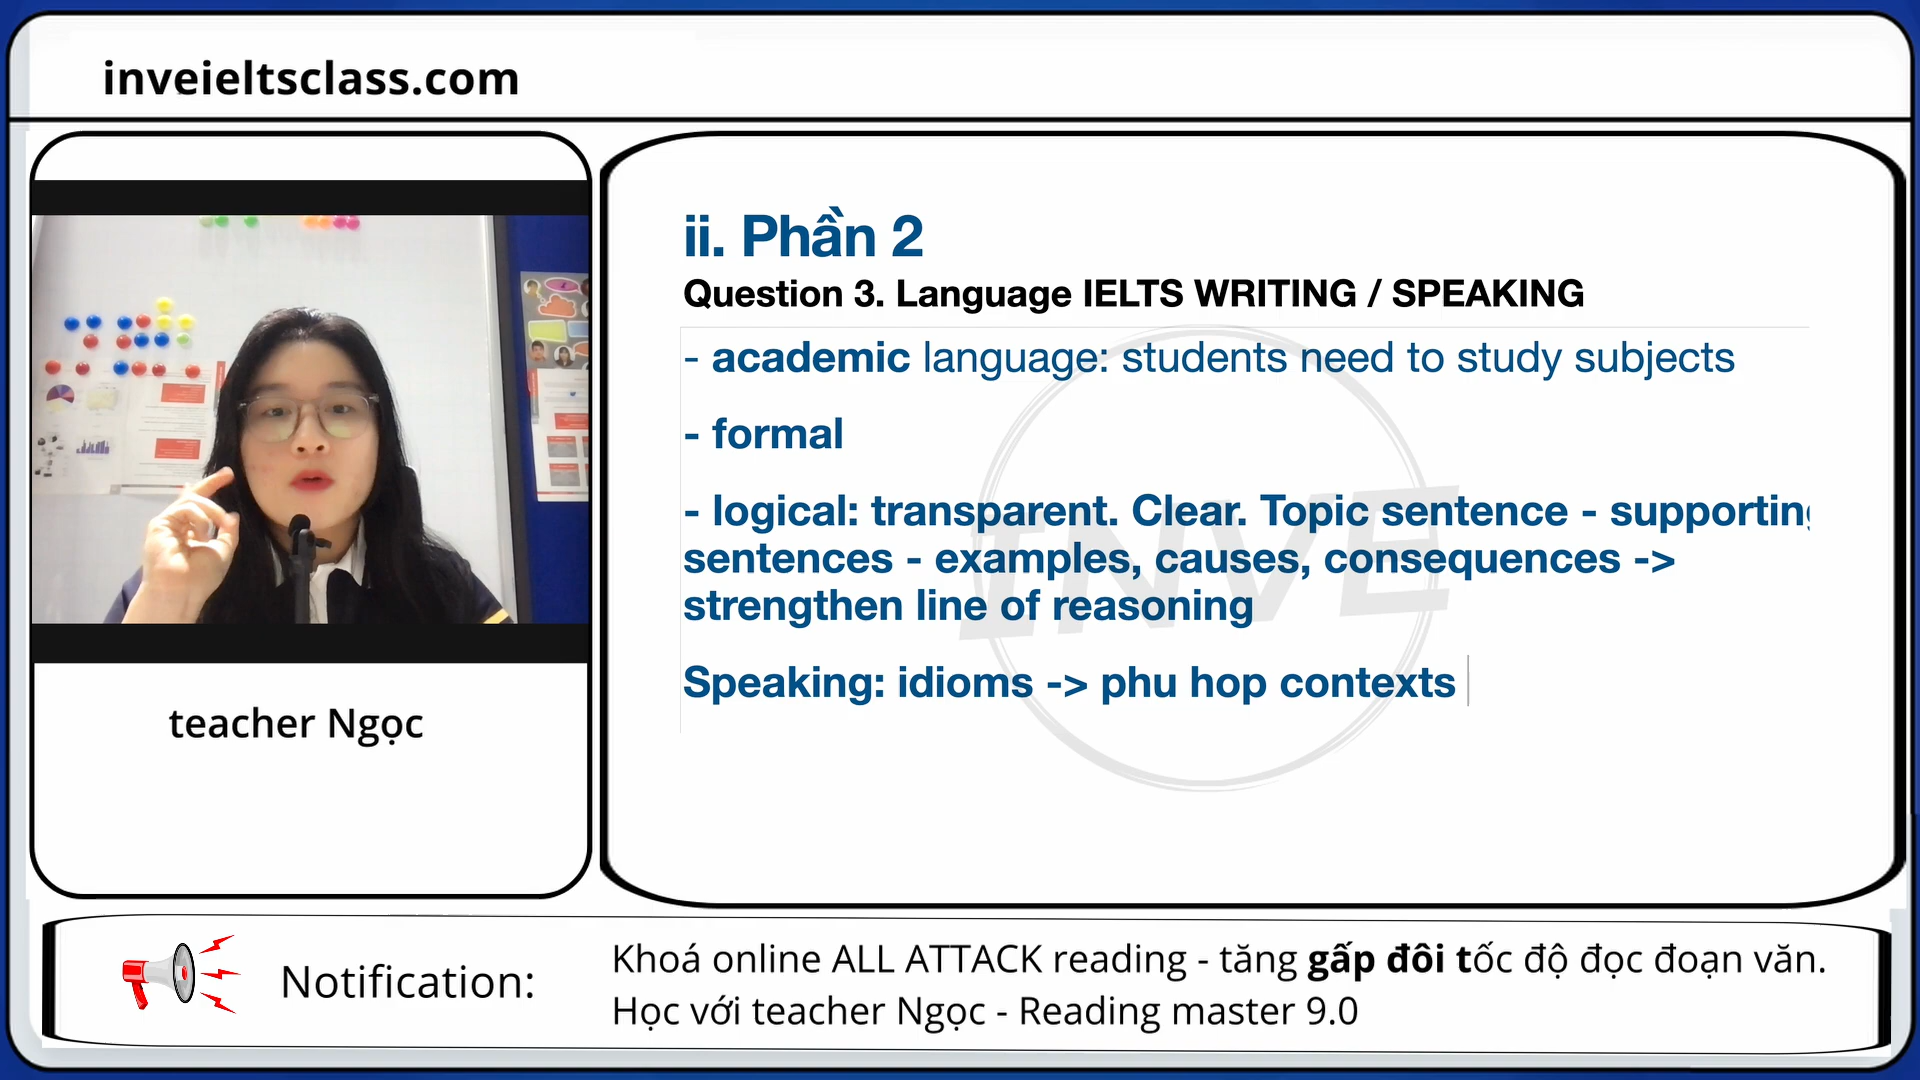 inveieltsclass.com
ii. Phần 2
Question 3. Language IELTS WRITING / SPEAKING
- academic language: students need to study subjects
- formal
- logical: transparent. Clear. Topic sentence - supporting
sentences - examples, causes, consequences ->
strengthen line of reasoning
Speaking: idioms -> phu hop contexts
INVE
teacher Ngọc
Notification:
Khoá online ALL ATTACK reading - tăng gấp đôi tốc độ đọc đoạn văn.
Học với teacher Ngọc - Reading master 9.0